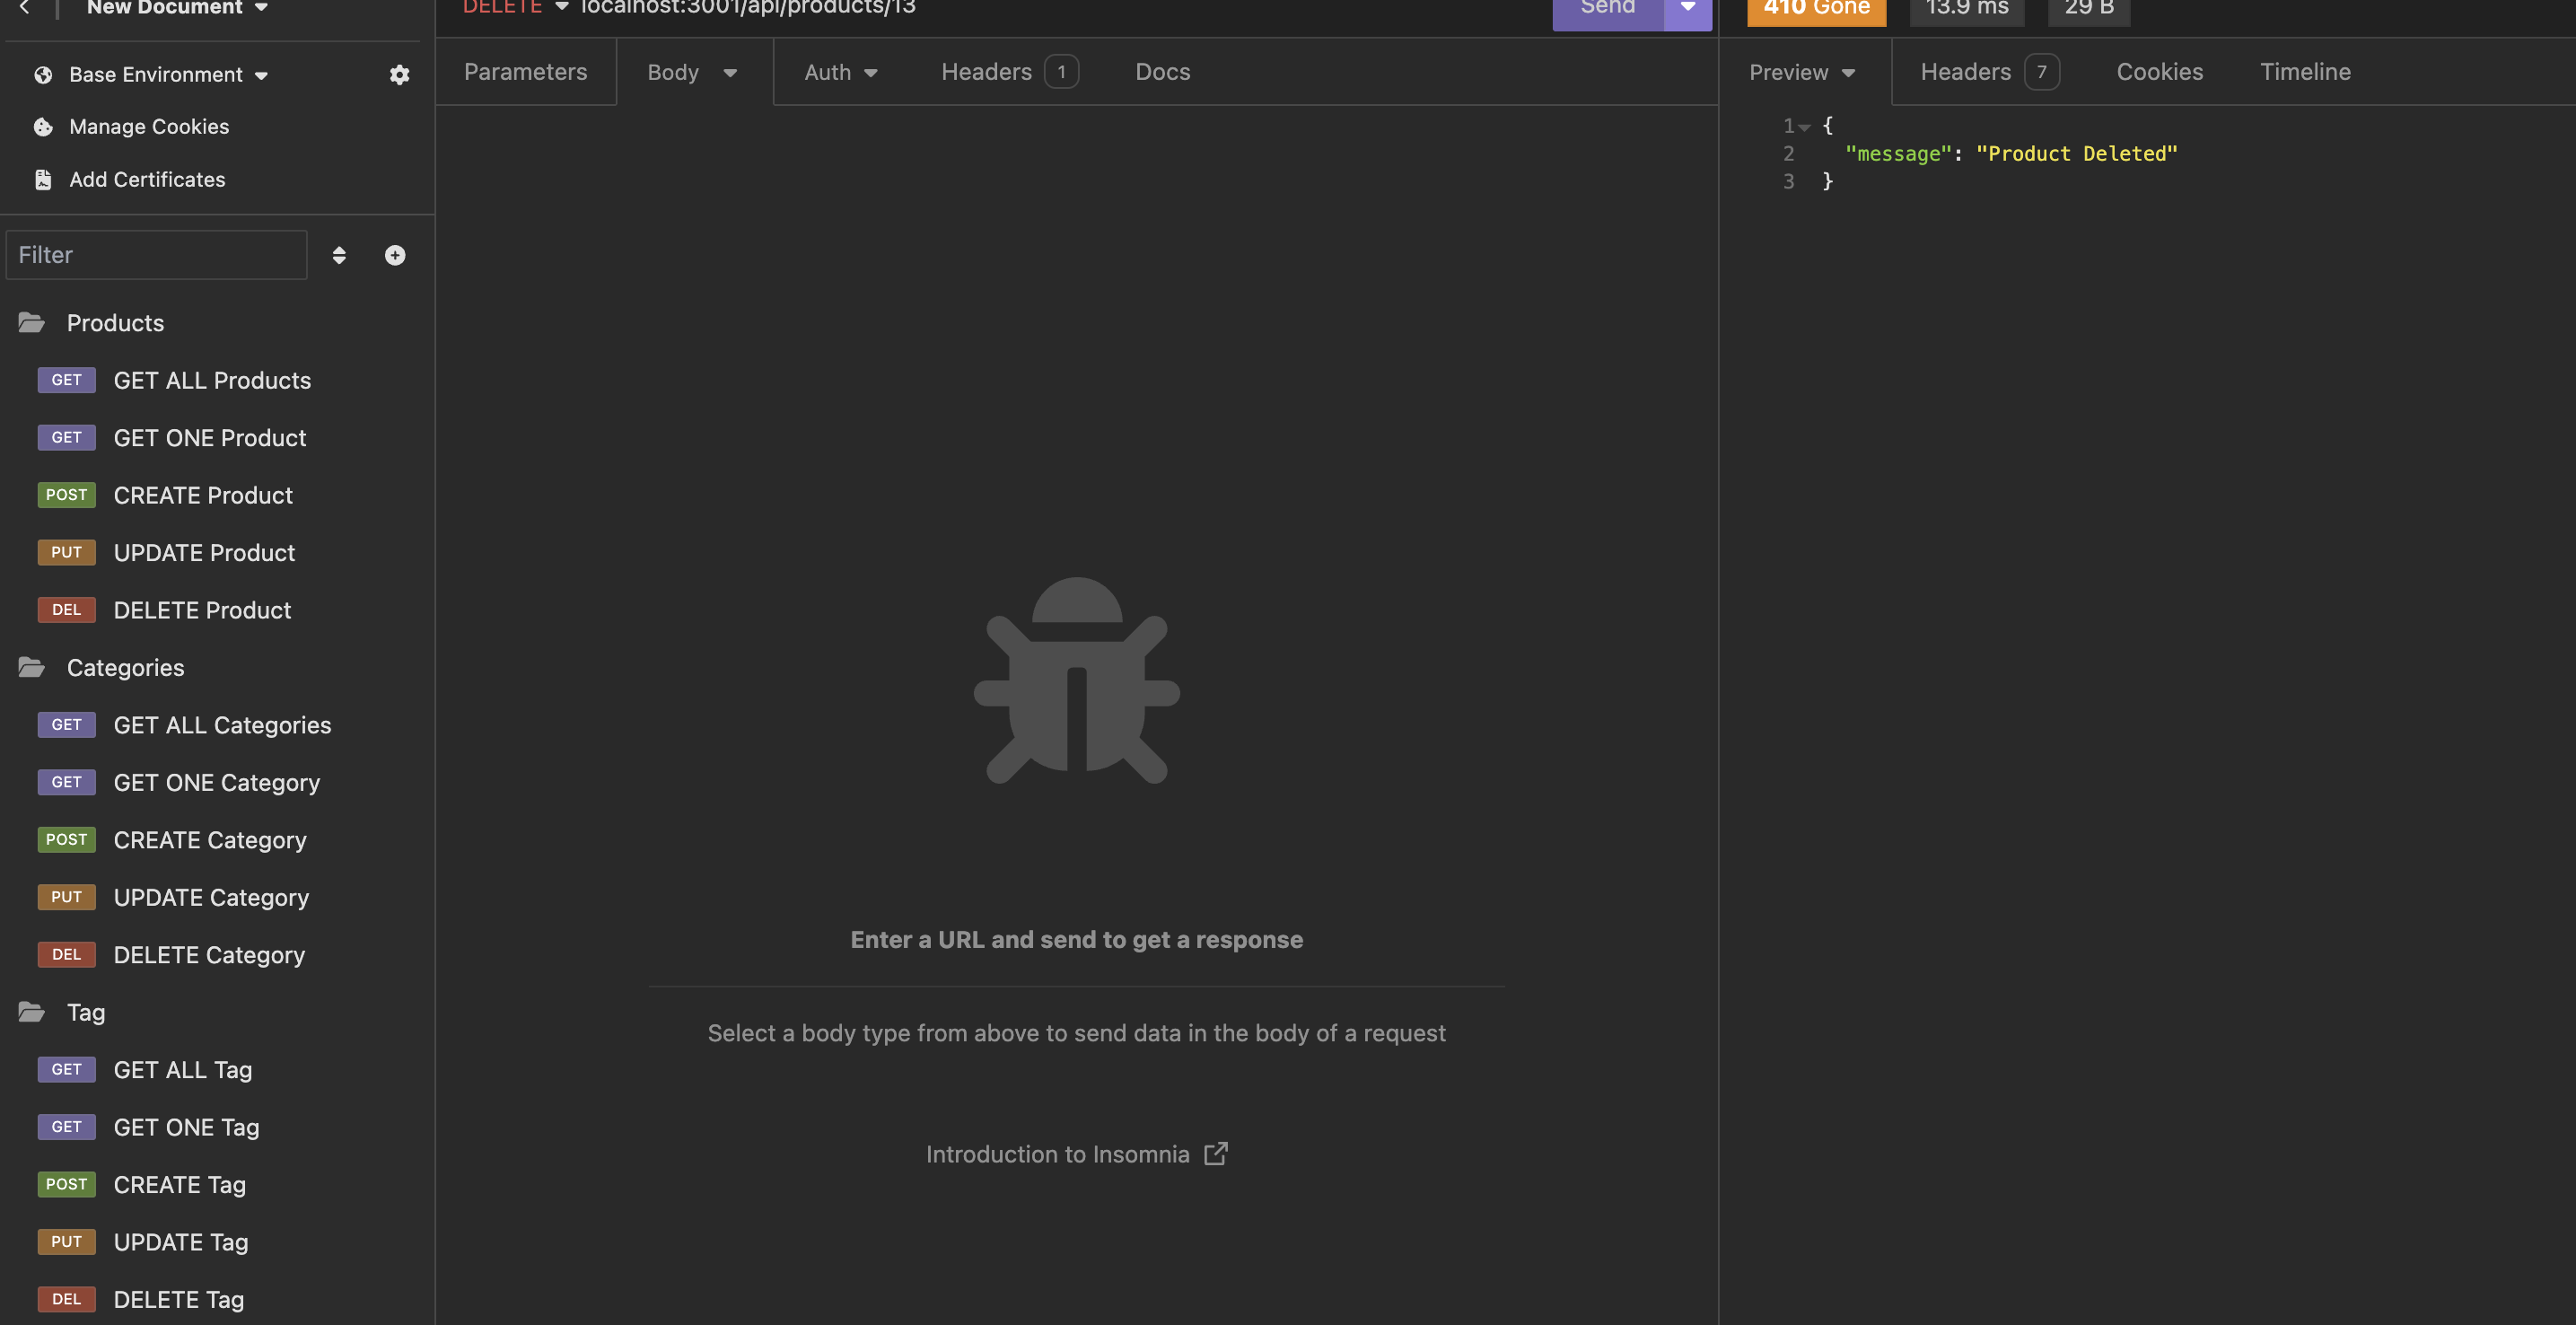 New Document
Base Environment
Manage Cookies
Add Certificates
Filter
Products
GET GET ALL Products
GET GET ONE Product
POST CREATE Product
PUT UPDATE Product
DEL DELETE Product
Categories
GET GET ALL Categories
GET GET ONE Category
POST CREATE Category
PUT UPDATE Category
DEL DELETE Category
Tag
GET GET ALL Tag
GET GET ONE Tag
POST CREATE Tag
PUT UPDATE Tag
DEL DELETE Tag
DELETE localhost:3001/api/products/13 Send
Parameters Body Auth Headers 1 Docs
Enter a URL and send to get a response
Select a body type from above to send data in the body of a request
Introduction to Insomnia
410 Gone 13.9 ms 29 B
Preview Headers 7 Cookies Timeline
1 {
2 "message": "Product Deleted"
3 }